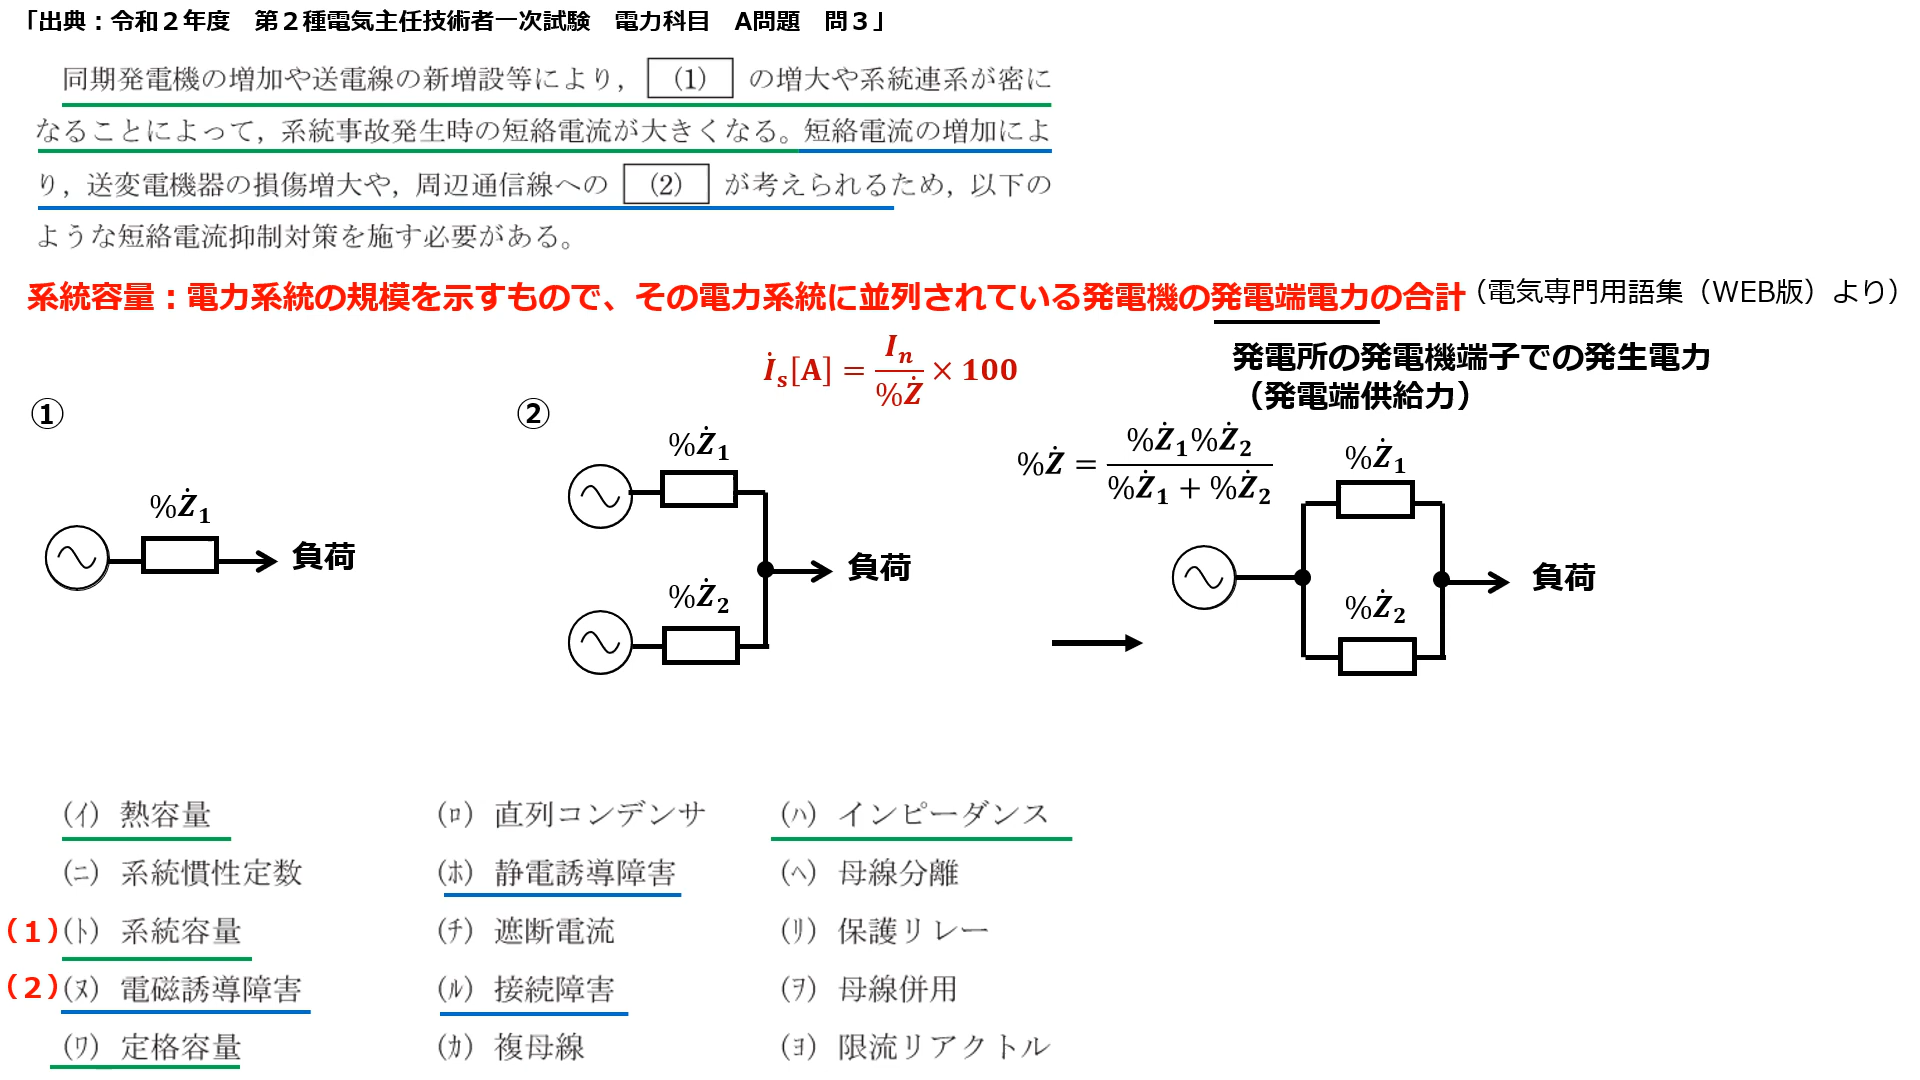 「出典：令和２年度　第２種電気主任技術者一次試験　電力科目　A問題　問３」
同期発電機の増加や送電線の新増設等により， (1) の増大や系統連系が密に
なることによって，系統事故発生時の短絡電流が大きくなる。短絡電流の増加によ
り，送変電機器の損傷増大や，周辺通信線への (2) が考えられるため，以下の
ような短絡電流抑制対策を施す必要がある。
系統容量：電力系統の規模を示すもので、その電力系統に並列されている発電機の発電端電力の合計（電気専門用語集（WEB版）より）
発電所の発電機端子での発生電力
（発電端供給力）
İs[A] = In / %Ż × 100
① ②
%Ż1
負荷
%Ż1
%Ż2
負荷
%Ż = %Ż1%Ż2 / %Ż1 + %Ż2
%Ż1
%Ż2
負荷
(ｲ) 熱容量 (ﾛ) 直列コンデンサ (ﾊ) インピーダンス
(ﾆ) 系統慣性定数 (ﾎ) 静電誘導障害 (ﾍ) 母線分離
（1）(ﾄ) 系統容量 (ﾁ) 遮断電流 (ﾘ) 保護リレー
（2）(ﾇ) 電磁誘導障害 (ﾙ) 接続障害 (ｦ) 母線併用
(ﾜ) 定格容量 (ｶ) 複母線 (ﾖ) 限流リアクトル